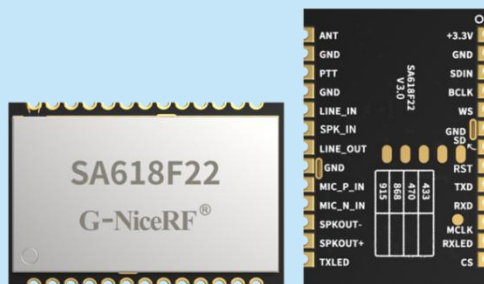 SA618F22
G-NiceRF®
ANT
GND
PTT
GND
LINE_IN
SPK_IN
LINE_OUT
GND
MIC_P_IN
MIC_N_IN
SPKOUT-
SPKOUT+
TXLED
SA618F22
V3.0
915
868
470
433
+3.3V
GND
SDIN
BCLK
WS
GND
SD
RST
TXD
RXD
MCLK
RXLED
CS